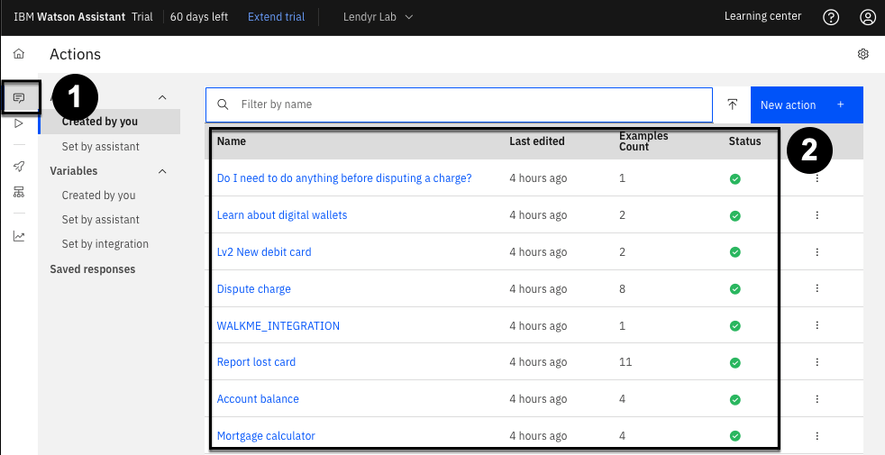 IBM Watson Assistant Trial 60 days left Extend trial Lendyr Lab Learning center
Actions
1
Created by you
Set by assistant
Variables
Created by you
Set by assistant
Set by integration
Saved responses
Filter by name
New action +
2
Name Last edited Examples Count Status
Do I need to do anything before disputing a charge? 4 hours ago 1
Learn about digital wallets 4 hours ago 2
Lv2 New debit card 4 hours ago 2
Dispute charge 4 hours ago 8
WALKME_INTEGRATION 4 hours ago 1
Report lost card 4 hours ago 11
Account balance 4 hours ago 4
Mortgage calculator 4 hours ago 4